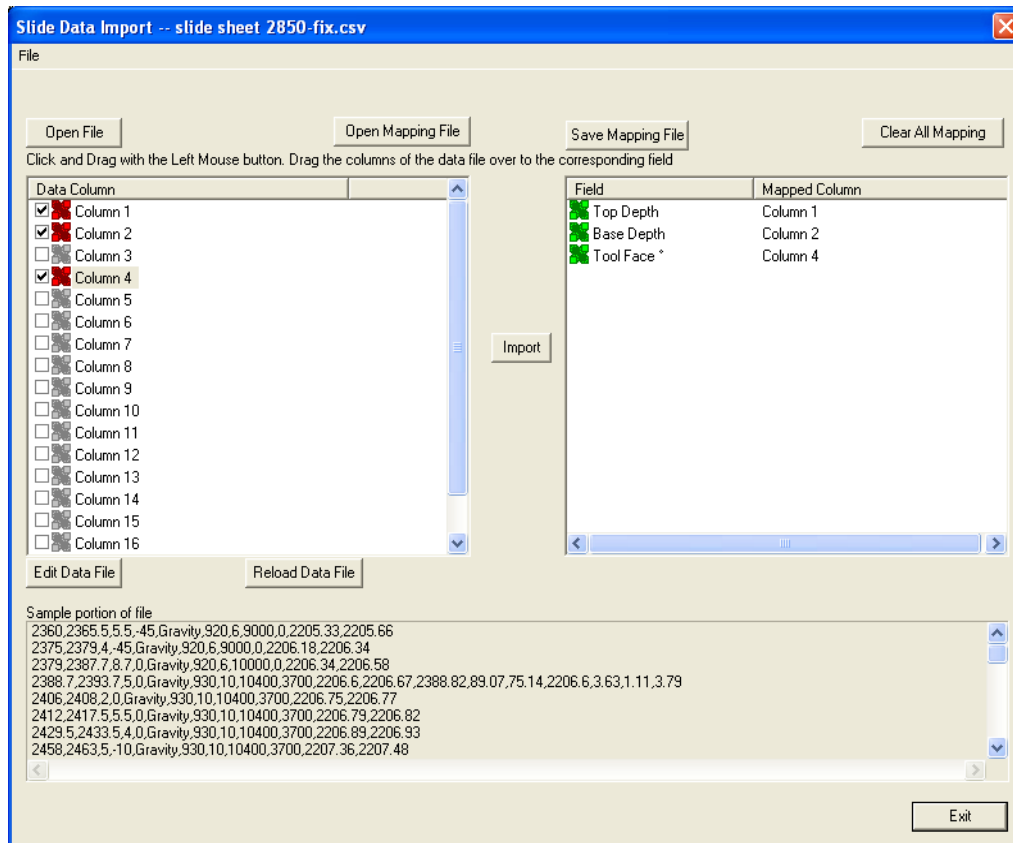 Slide Data Import -- slide sheet 2850-fix.csv
File
Open File
Open Mapping File
Save Mapping File
Clear All Mapping
Click and Drag with the Left Mouse button. Drag the columns of the data file over to the corresponding field
Data Column
Column 1
Column 2
Column 3
Column 4
Column 5
Column 6
Column 7
Column 8
Column 9
Column 10
Column 11
Column 12
Column 13
Column 14
Column 15
Column 16
Import
Field Mapped Column
Top Depth Column 1
Base Depth Column 2
Tool Face * Column 4
Edit Data File
Reload Data File
Sample portion of file
2360,2365.5,5.5,-45,Gravity,920,6,9000,0,2205.33,2205.66
2375,2379,4,-45,Gravity,920,6,9000,0,2206.18,2206.34
2379,2387.7,8.7,0,Gravity,920,6,10000,0,2206.34,2206.58
2388.7,2393.7,5,0,Gravity,930,10,10400,3700,2206.6,2206.67,2388.82,89.07,75.14,2206.6,3.63,1.11,3.79
2406,2408,2,0,Gravity,930,10,10400,3700,2206.75,2206.77
2412,2417.5,5.5,0,Gravity,930,10,10400,3700,2206.79,2206.82
2429.5,2433.5,4,0,Gravity,930,10,10400,3700,2206.89,2206.93
2458,2463,5,-10,Gravity,930,10,10400,3700,2207.36,2207.48
Exit